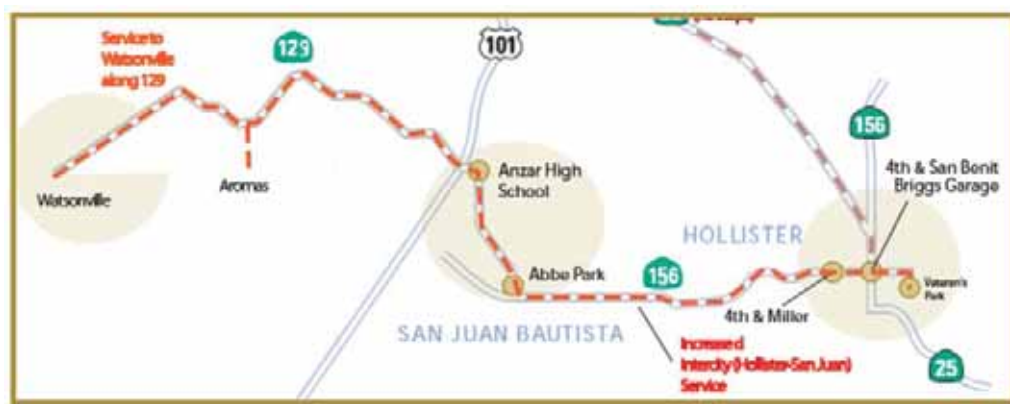 Service to
Watsonville
along 129
129
101
156
4th & San Benit
Briggs Garage
Anzar High
School
Aromas
Watsonville
HOLLISTER
Abbe Park
156
Veteran's
Park
4th & Miller
SAN JUAN BAUTISTA
Increased
Intercity (Hollister-San Juan)
Service
25